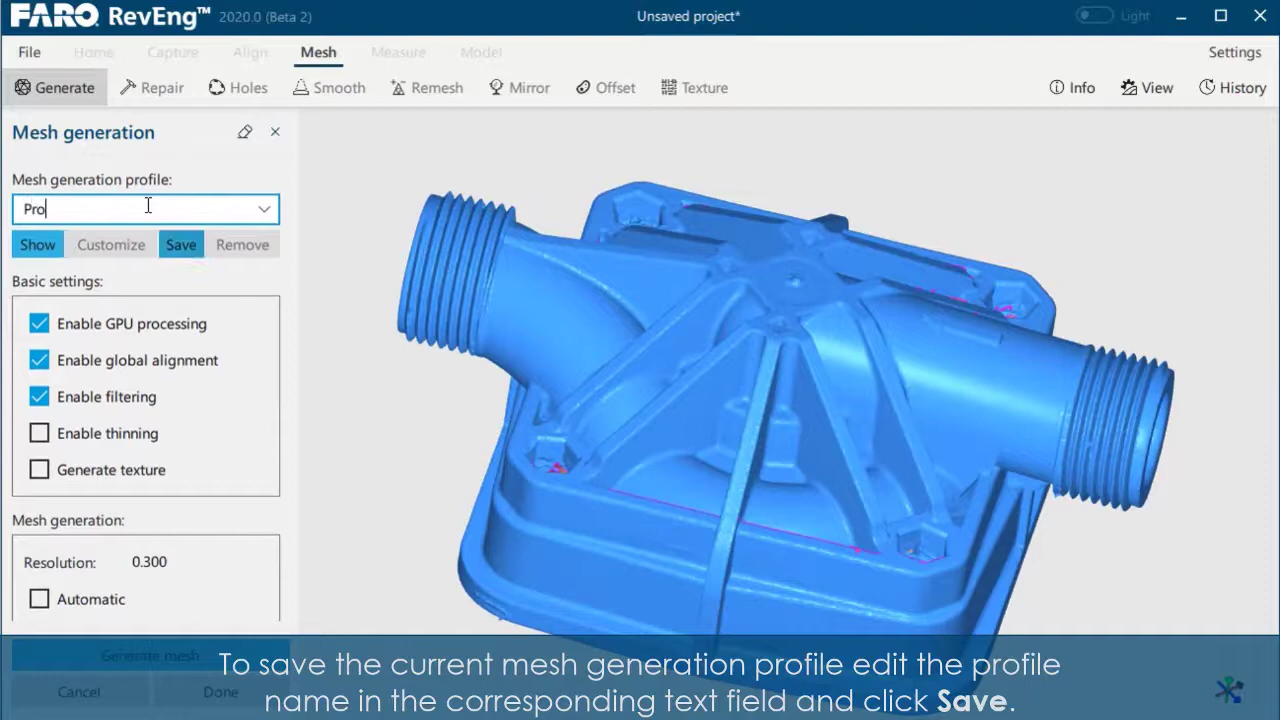 FARO RevEng™ 2020.0 (Beta 2)
Unsaved project*
Light
File Home Capture Align Mesh Measure Model Settings
Generate Repair Holes Smooth Remesh Mirror Offset Texture Info View History
Mesh generation
Mesh generation profile:
Pro
Show Customize Save Remove
Basic settings:
Enable GPU processing
Enable global alignment
Enable filtering
Enable thinning
Generate texture
Mesh generation:
Resolution: 0.300
Automatic
Generate mesh
Cancel Done
To save the current mesh generation profile edit the profile
name in the corresponding text field and click Save.